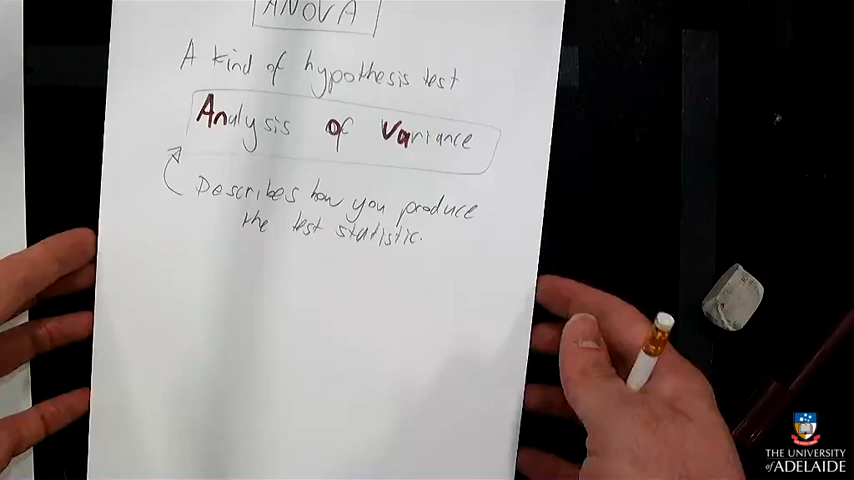 ANOVA
A kind of hypothesis test
Analysis of Variance
Describes how you produce
the test statistic.
THE UNIVERSITY
of ADELAIDE